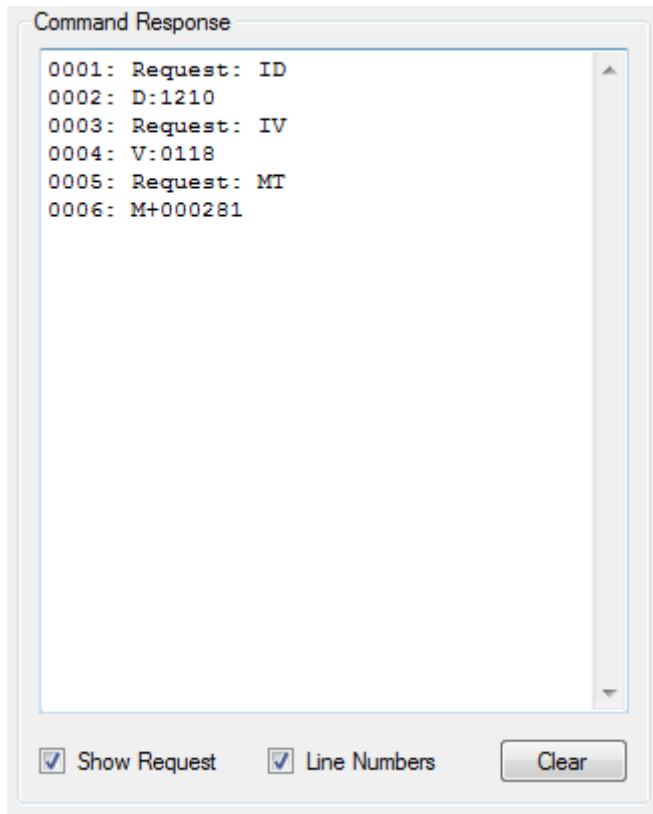 Command Response
0001: Request: ID
0002: D:1210
0003: Request: IV
0004: V:0118
0005: Request: MT
0006: M+000281
Show Request Line Numbers Clear